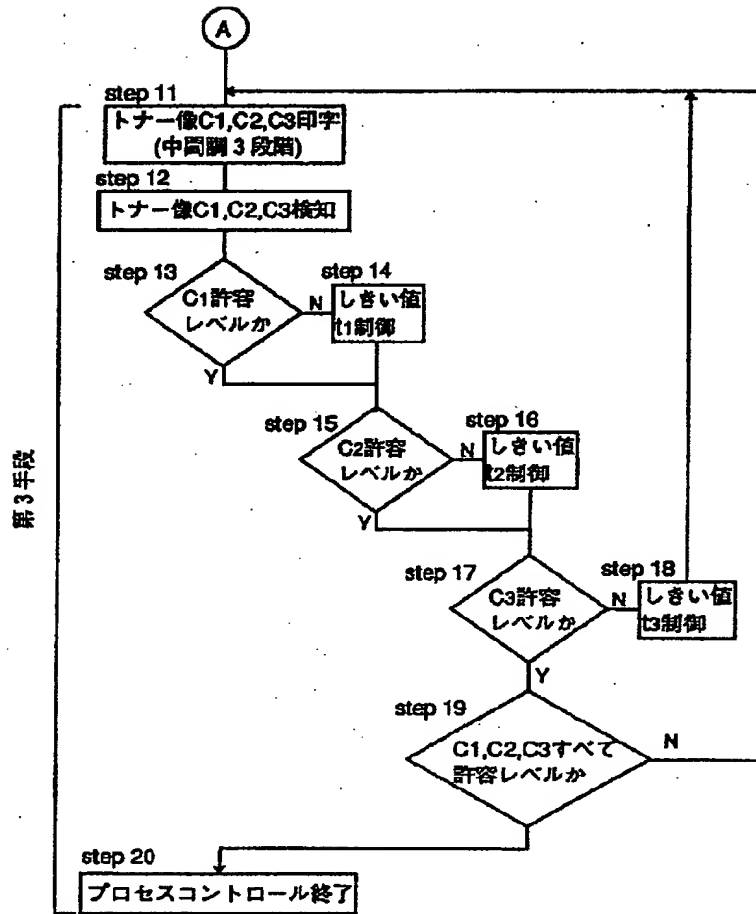 A
step 11
トナー像C1,C2,C3印字
(中間調3段階)
step 12
トナー像C1,C2,C3検知
step 13
C1許容
レベルか
N
Y
step 14
しきい値
t1制御
step 15
C2許容
レベルか
N
Y
step 16
しきい値
t2制御
step 17
C3許容
レベルか
N
Y
step 18
しきい値
t3制御
step 19
C1,C2,C3すべて
許容レベルか
N
step 20
プロセスコントロール終了
第3手段